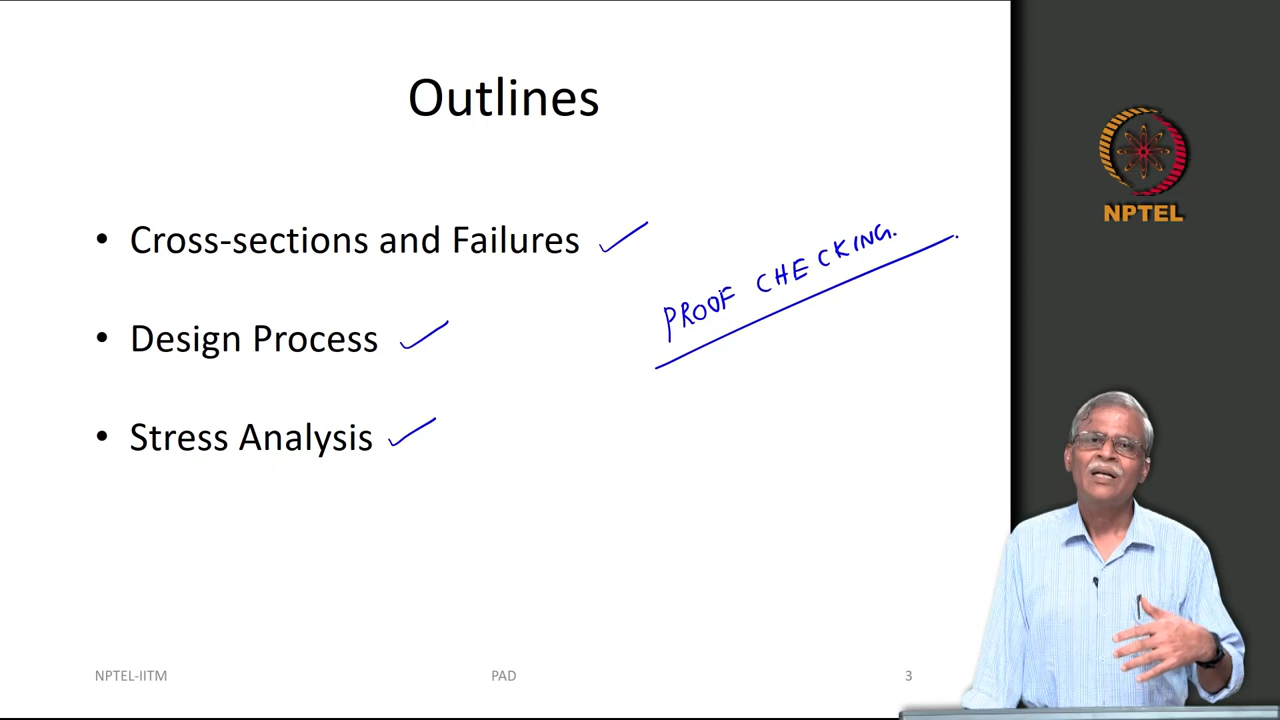 Outlines
• Cross-sections and Failures
PROOF CHECKING.
• Design Process
• Stress Analysis
NPTEL
NPTEL-IITM
PAD
3